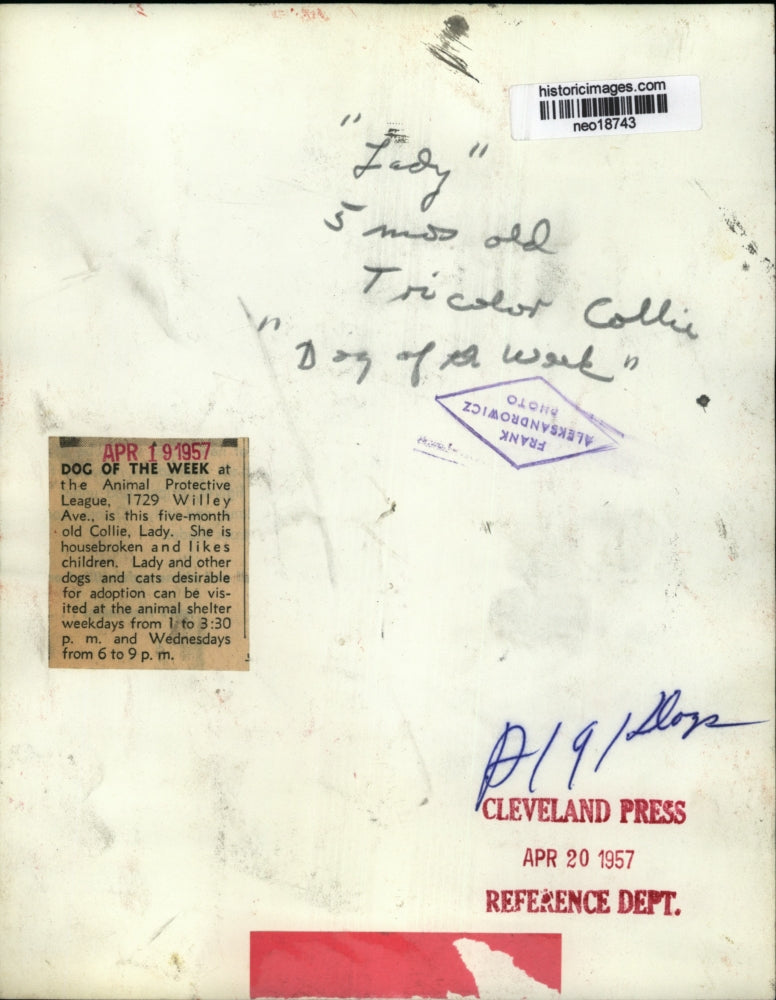 historicimages.com
neo18743
"Lady"
5 mos old
Tricolor Collie
"Dog of the Week"
FRANK
ALEKSANDROWICZ
PHOTO
APR 19 1957
DOG OF THE WEEK at
the Animal Protective
League, 1729 Willey
Ave., is this five-month
old Collie, Lady. She is
housebroken and likes
children. Lady and other
dogs and cats desirable
for adoption can be vis-
ited at the animal shelter
weekdays from 1 to 3:30
p. m. and Wednesdays
from 6 to 9 p. m.
Dogs
CLEVELAND PRESS
APR 20 1957
REFERENCE DEPT.